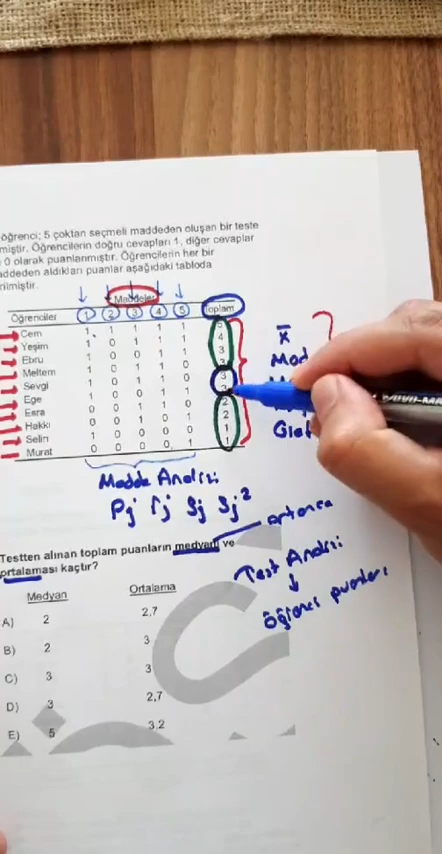 öğrenci; 5 çoktan seçmeli maddeden oluşan bir teste
miştir. Öğrencilerin doğru cevapları 1, diğer cevaplar
0 olarak puanlanmıştır. Öğrencilerin her bir
addeden aldıkları puanlar aşağıdaki tabloda
rilmiştir.
Maddeler
Öğrenciler 1 2 3 4 5 Toplam
Cem 1 1 1 1 1 5
Yeşim 1 0 1 1 1 4
Ebru 1 0 0 1 1 3
Meltem 1 0 1 1 0 3
Sevgi 1 0 1 1 0 3
Ege 1 0 0 1 0
Esra 0 0 1 1 0 2
Hakkı 0 0 1 0 2
Selin 1 0 0 0 0 1
Murat 0 0 0 0 1 1
x̄
Mod
Madde Analizi
Pj rj Sj Sj²
Ortanca
Testten alınan toplam puanların medyanı ve
ortalaması kaçtır?
Test Analizi
öğrenci puanları
Medyan Ortalama
A) 2 2,7
B) 2 3
C) 3 3
D) 3 2,7
E) 5 3,2